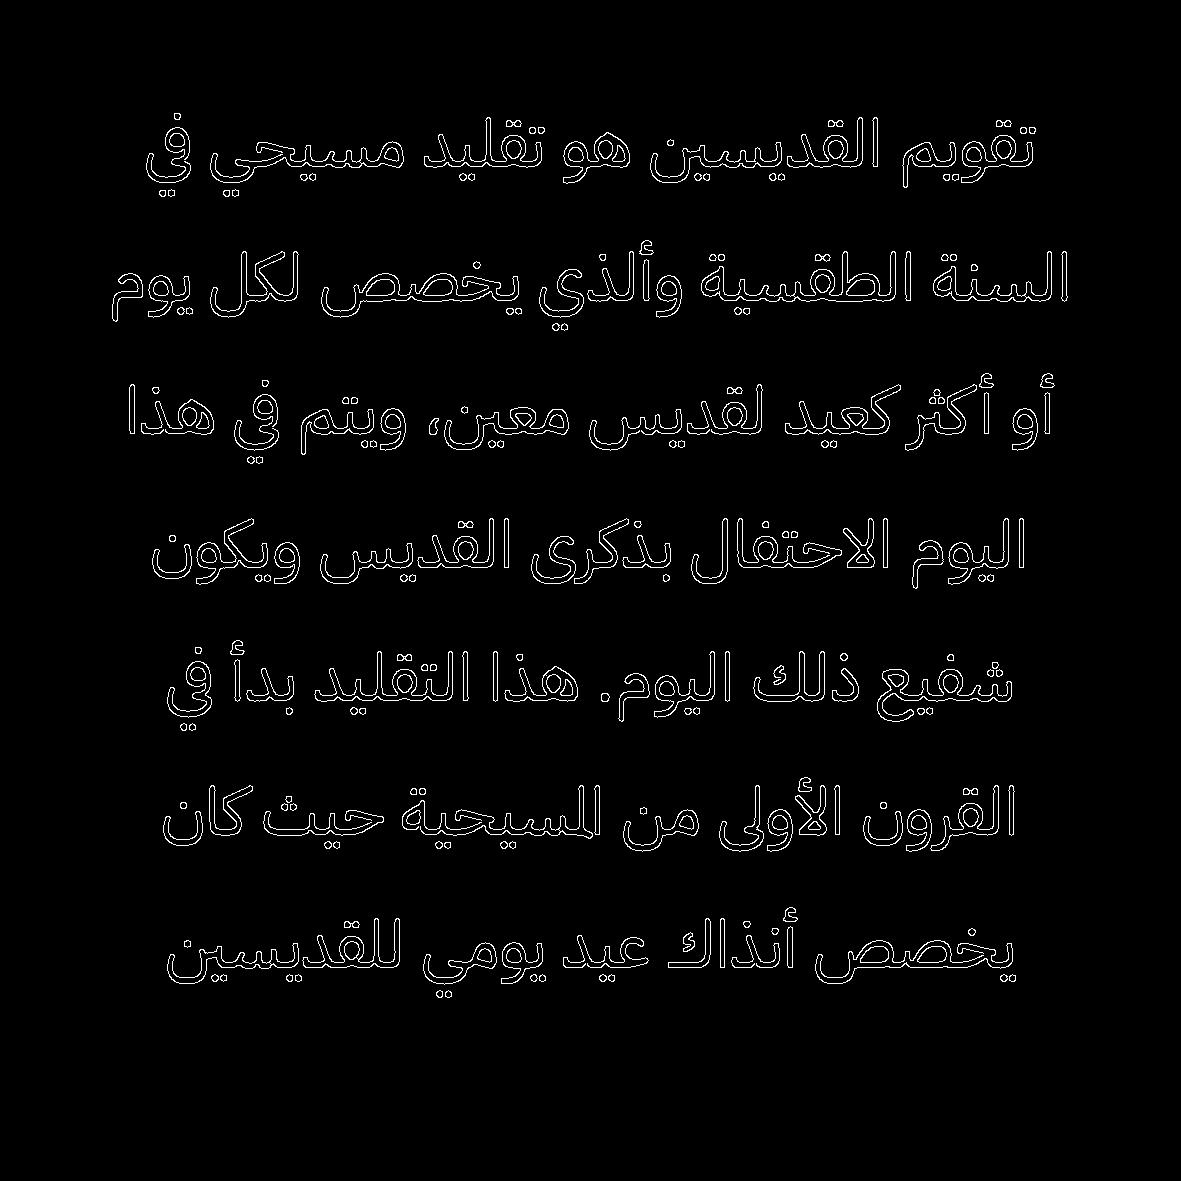 تقويم القديسين هو تقليد مسيحي في
السنة الطقسية وألذي يخصص لكل يوم
أو أكثر كعيد لقديس معين، ويتم في هذا
اليوم الاحتفال بذكرى القديس ويكون
شفيع ذلك اليوم. هذا التقليد بدأ في
القرون الأولى من المسيحية حيث كان
يخصص أنذاك عيد يومي للقديسين